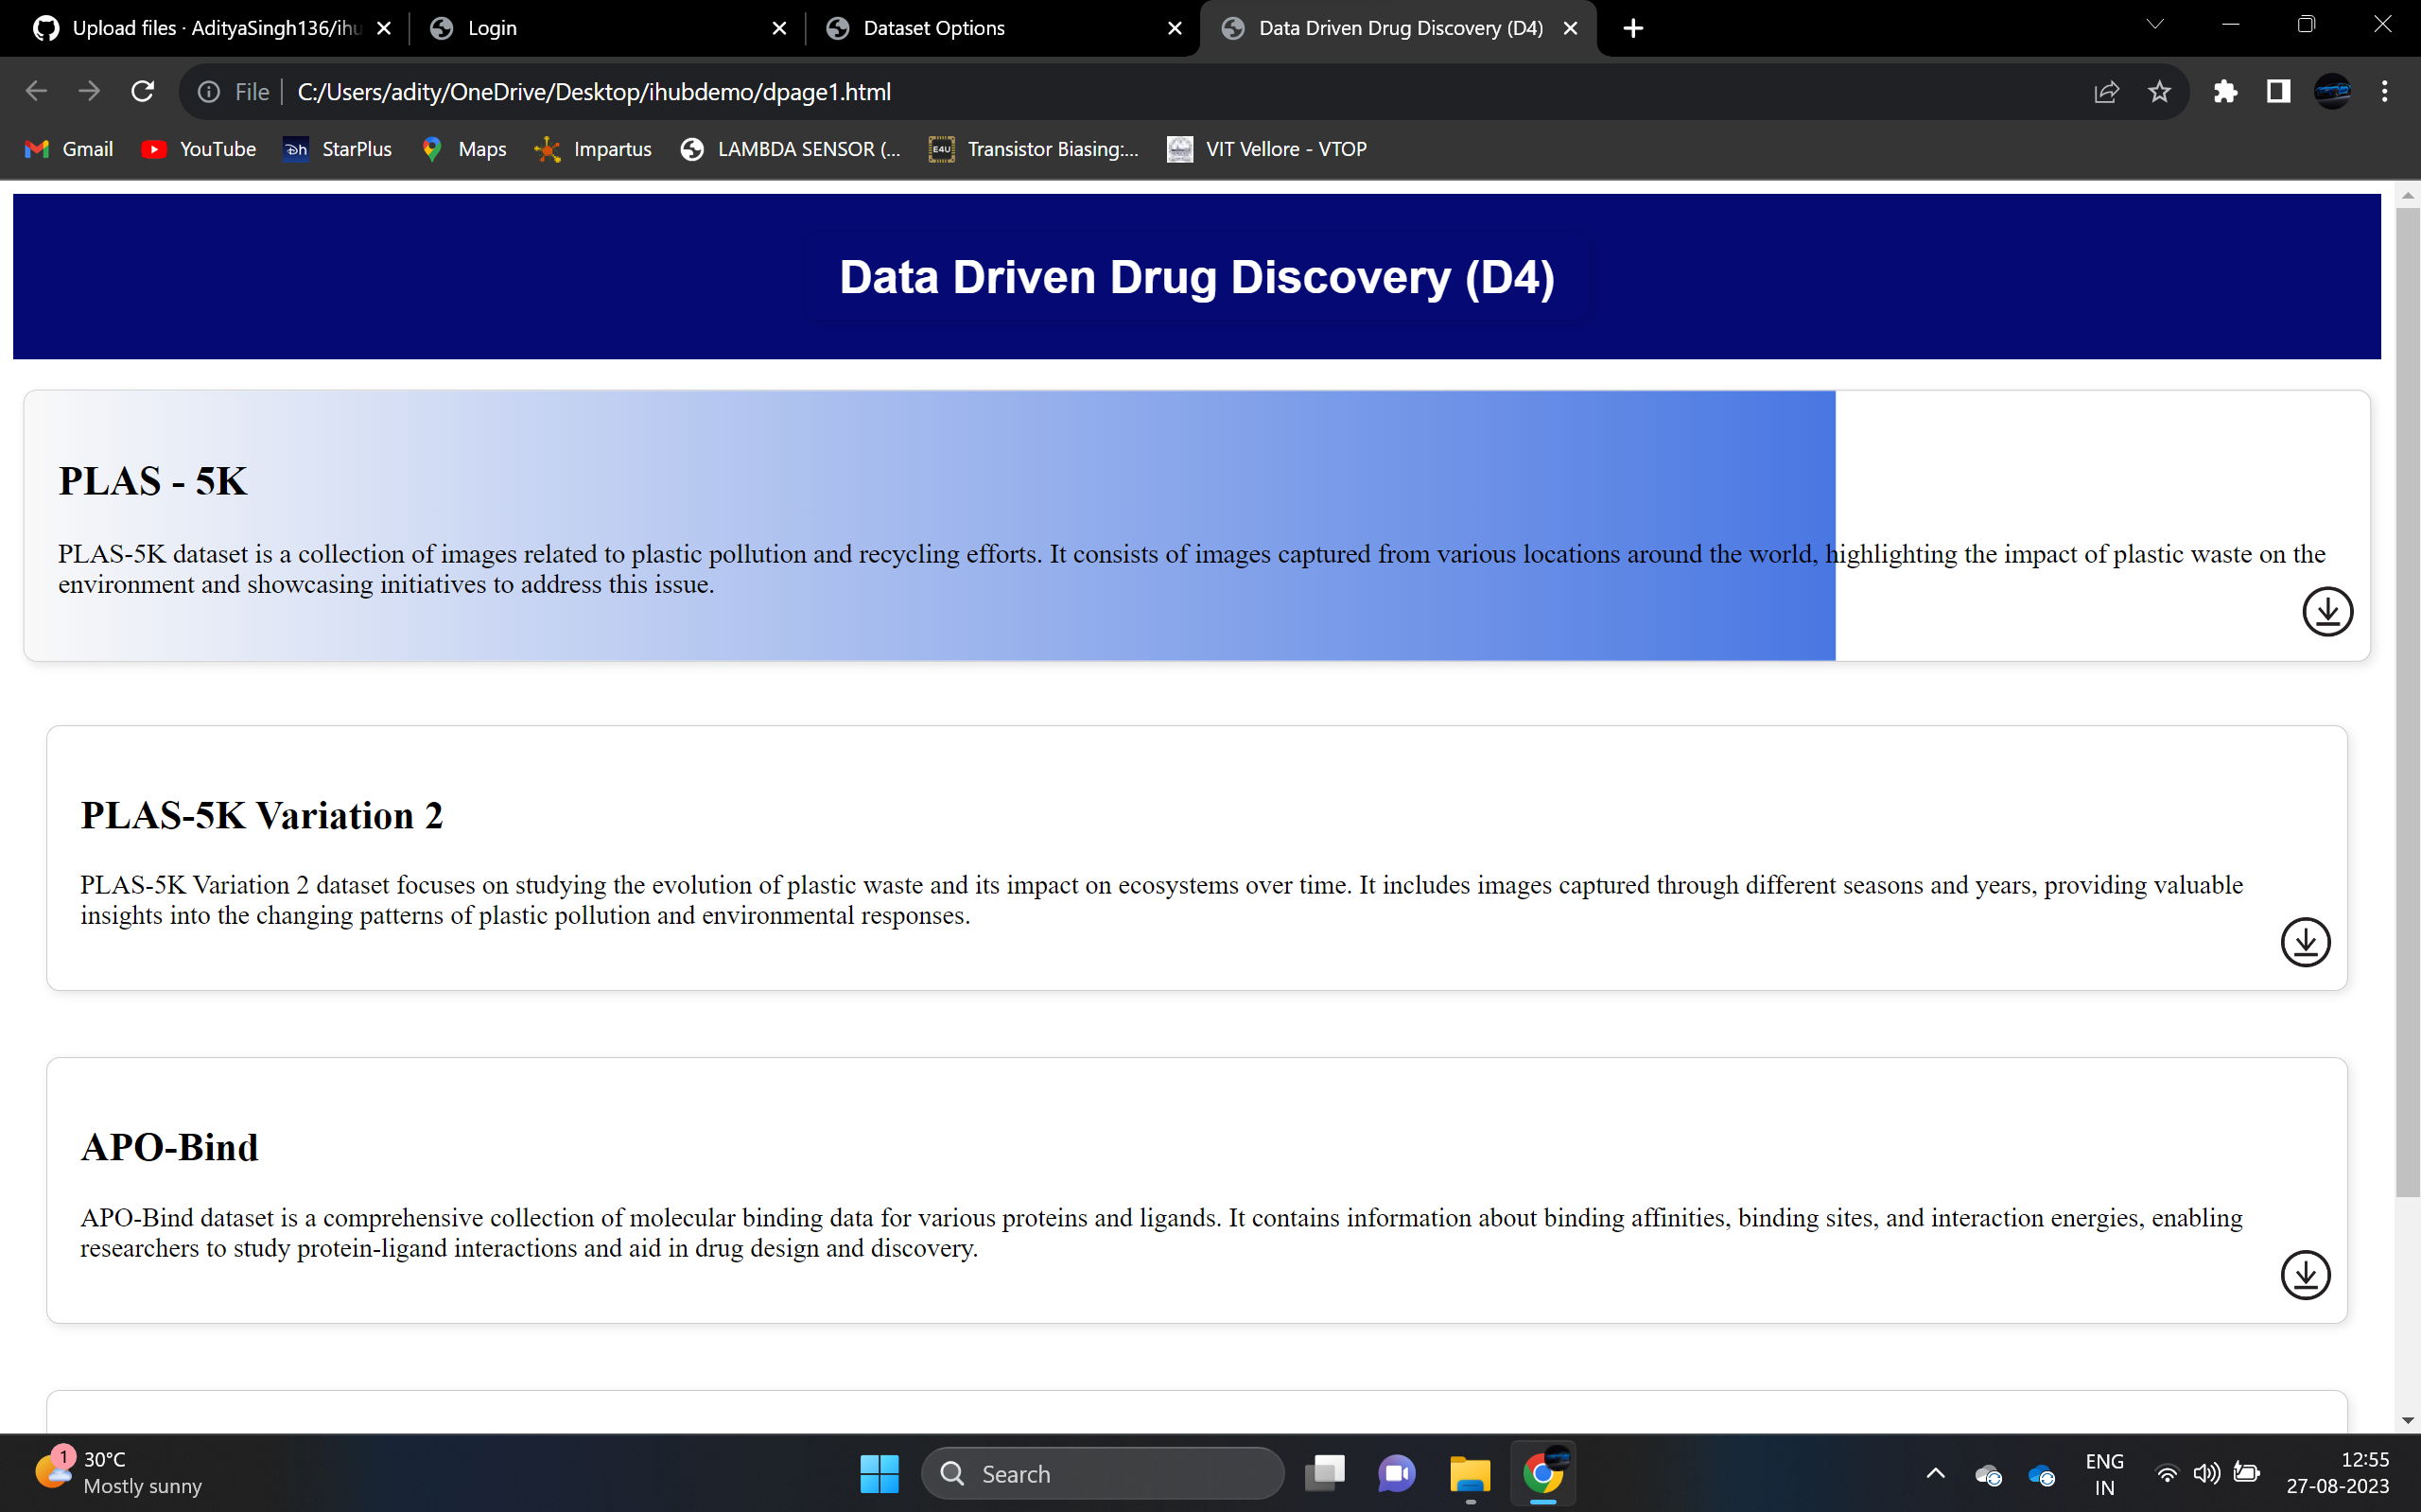 Upload files · AdityaSingh136/ihu
Login
Dataset Options
Data Driven Drug Discovery (D4)
File
C:/Users/adity/OneDrive/Desktop/ihubdemo/dpage1.html
Gmail
YouTube
StarPlus
Maps
Impartus
LAMBDA SENSOR (...
E4U
Transistor Biasing:...
VIT Vellore - VTOP
Data Driven Drug Discovery (D4)
PLAS - 5K
PLAS-5K dataset is a collection of images related to plastic pollution and recycling efforts. It consists of images captured from various locations around the world, highlighting the impact of plastic waste on the
environment and showcasing initiatives to address this issue.
PLAS-5K Variation 2
PLAS-5K Variation 2 dataset focuses on studying the evolution of plastic waste and its impact on ecosystems over time. It includes images captured through different seasons and years, providing valuable
insights into the changing patterns of plastic pollution and environmental responses.
APO-Bind
APO-Bind dataset is a comprehensive collection of molecular binding data for various proteins and ligands. It contains information about binding affinities, binding sites, and interaction energies, enabling
researchers to study protein-ligand interactions and aid in drug design and discovery.
1
30°C
Mostly sunny
Search
ENG
IN
12:55
27-08-2023